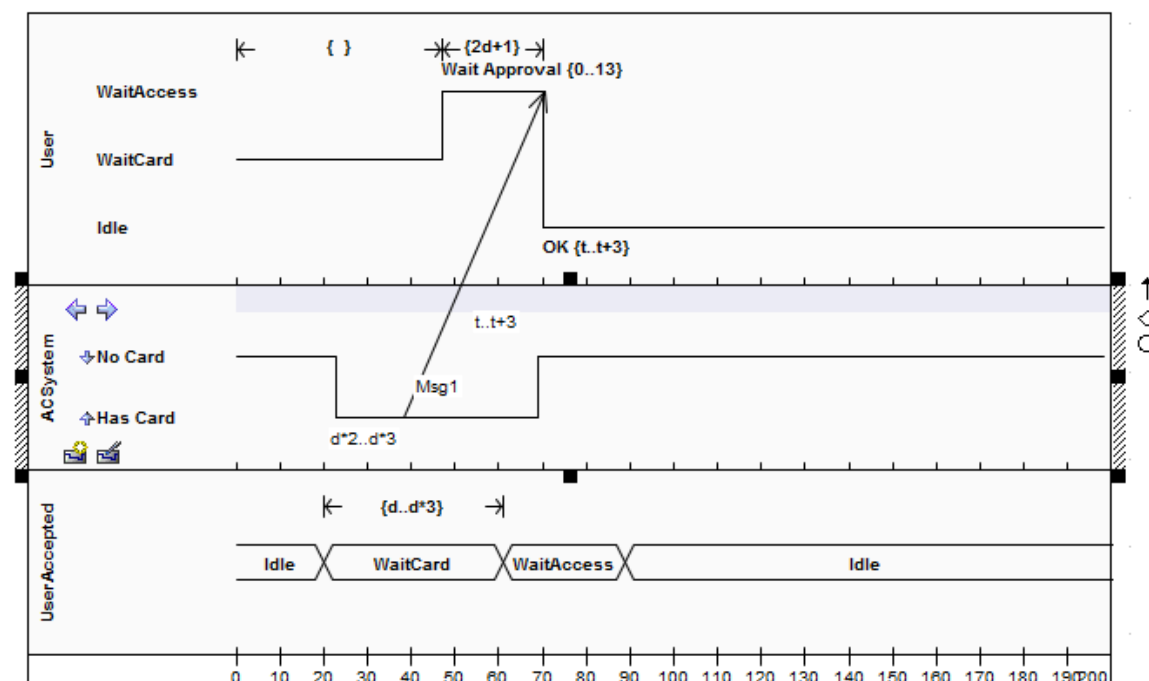 { }
{2d+1}
Wait Approval {0..13}
WaitAccess
User
WaitCard
Idle
OK {t..t+3}
t..t+3
ACSystem
No Card
Msg1
Has Card
d*2..d*3
UserAccepted
{d..d*3}
Idle WaitCard WaitAccess Idle
0 10 20 30 40 50 60 70 80 90 100 110 120 130 140 150 160 170 180 190 200